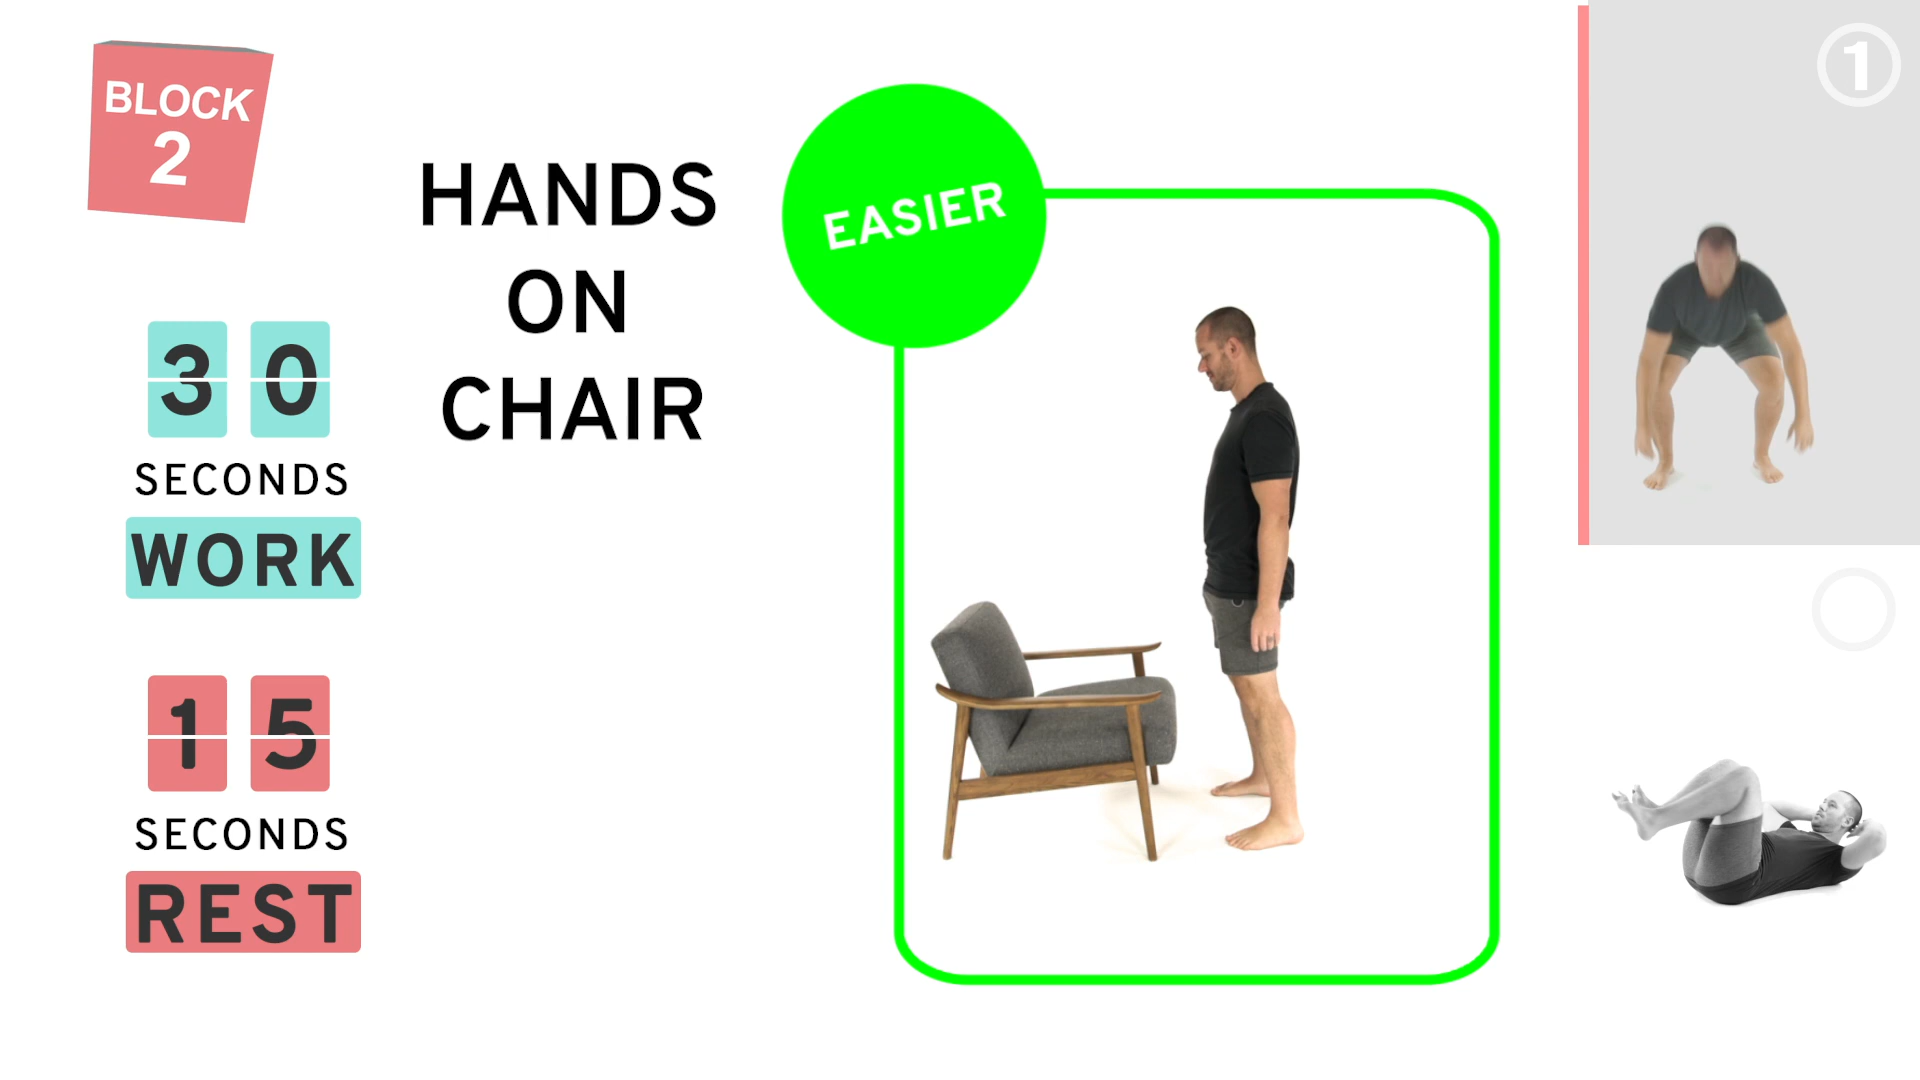 BLOCK
2
30
SECONDS
WORK
15
SECONDS
REST
HANDS
ON
CHAIR
EASIER
1